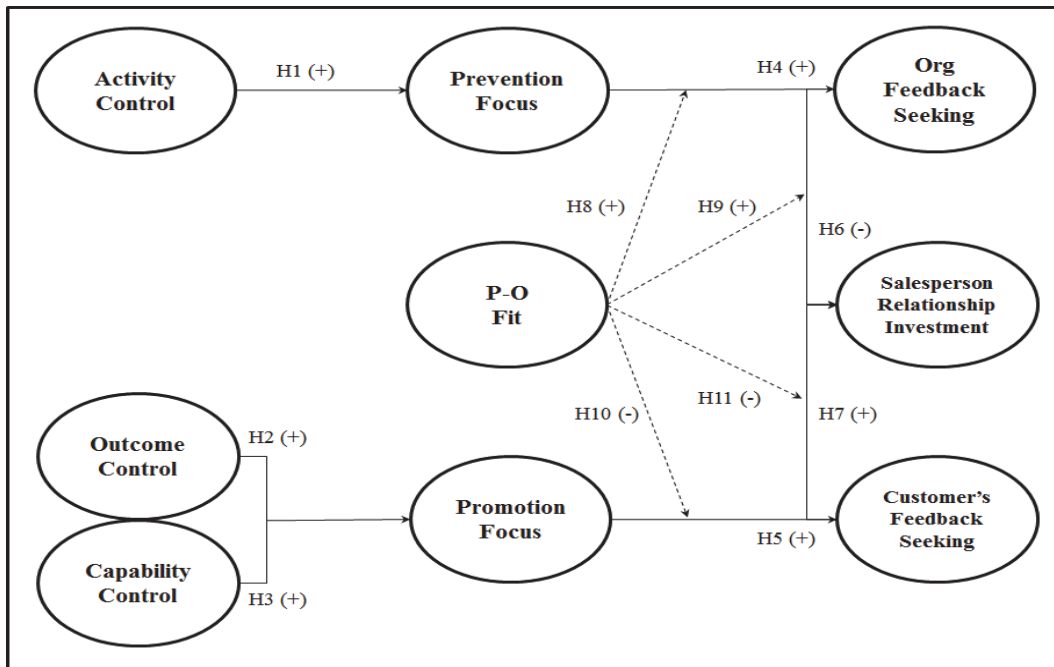 Activity
Control
H1 (+)
Prevention
Focus
H4 (+)
Org
Feedback
Seeking
H8 (+)
H9 (+)
H6 (-)
P-O
Fit
Salesperson
Relationship
Investment
H10 (-)
H11 (-)
H7 (+)
Outcome
Control
H2 (+)
Promotion
Focus
H5 (+)
Customer's
Feedback
Seeking
Capability
Control
H3 (+)